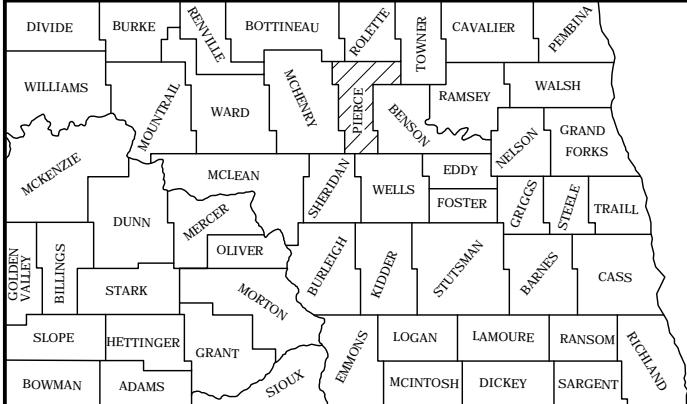 DIVIDE
BURKE
RENVILLE
BOTTINEAU
ROLETTE
TOWNER
CAVALIER
PEMBINA
WILLIAMS
MOUNTRAIL
WARD
MCHENRY
PIERCE
BENSON
RAMSEY
WALSH
MCKENZIE
NELSON
GRAND
FORKS
MCLEAN
SHERIDAN
WELLS
EDDY
FOSTER
GRIGGS
STEELE
TRAILL
DUNN
MERCER
OLIVER
GOLDEN
VALLEY
BILLINGS
STARK
MORTON
BURLEIGH
KIDDER
STUTSMAN
BARNES
CASS
SLOPE
HETTINGER
GRANT
EMMONS
LOGAN
LAMOURE
RANSOM
RICHLAND
BOWMAN
ADAMS
SIOUX
MCINTOSH
DICKEY
SARGENT